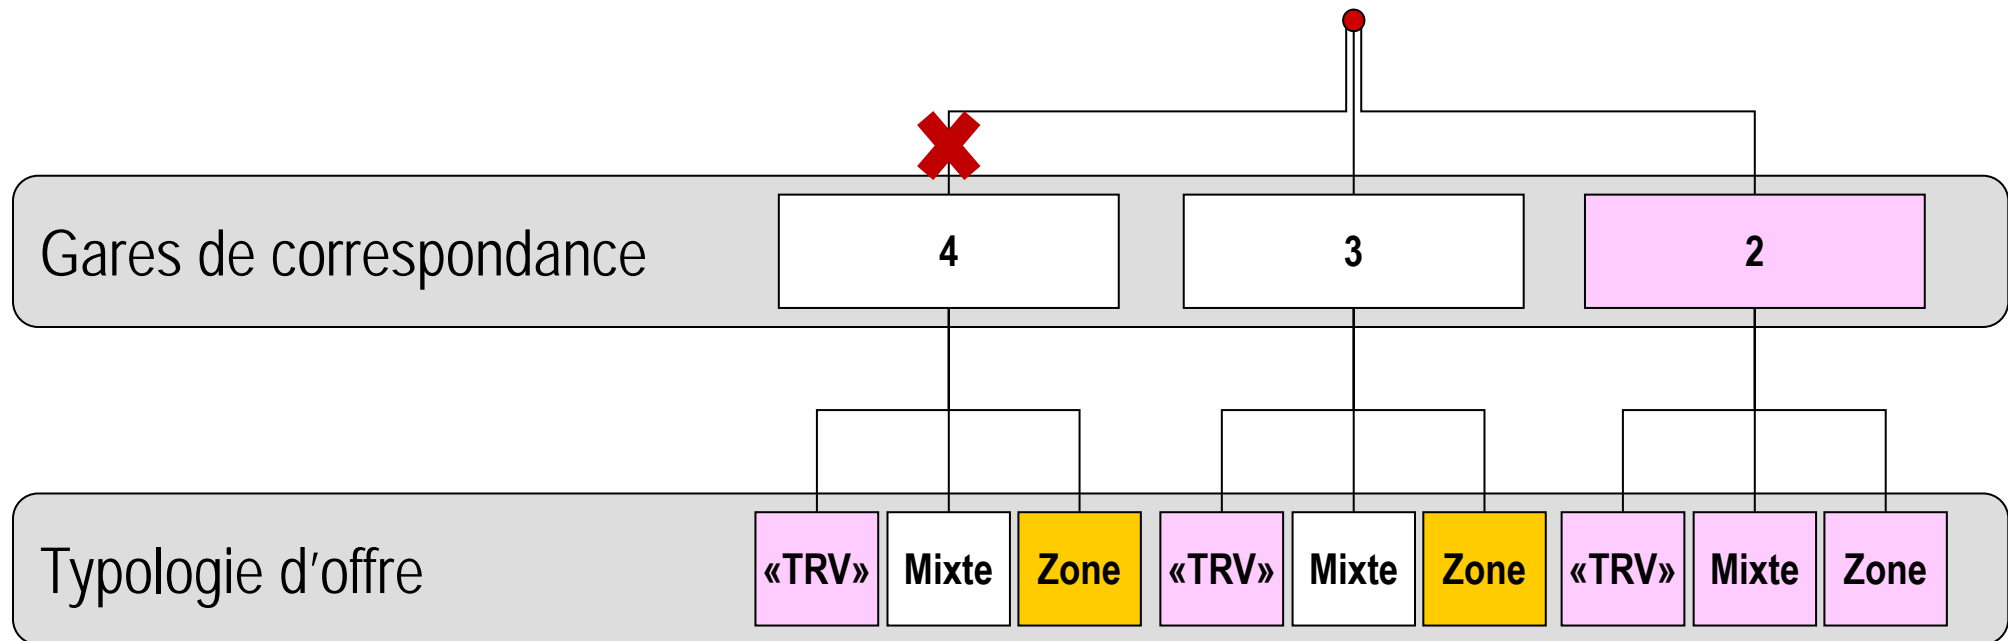 Gares de correspondance 4 3 2
Typologie d'offre «TRV» Mixte Zone «TRV» Mixte Zone «TRV» Mixte Zone